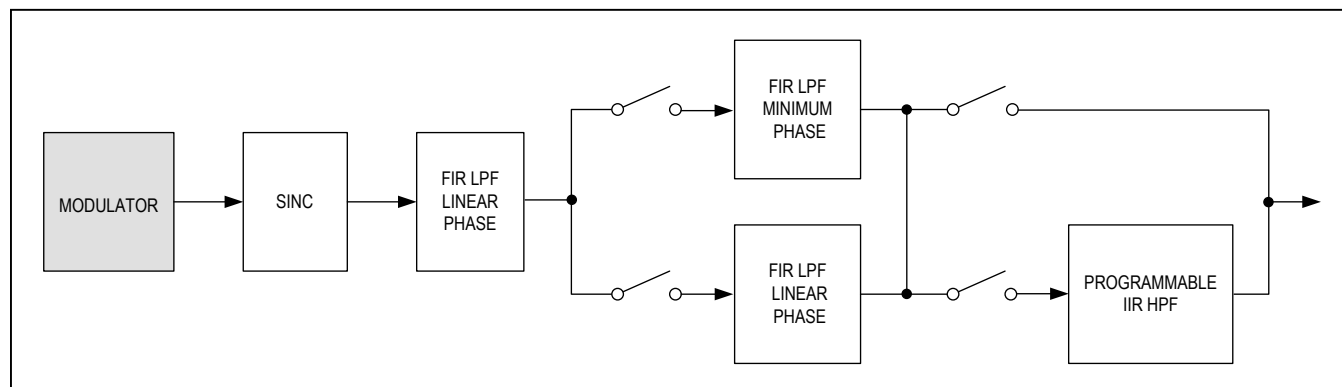 MODULATOR
SINC
FIR LPF
LINEAR
PHASE
FIR LPF
MINIMUM
PHASE
FIR LPF
LINEAR
PHASE
PROGRAMMABLE
IIR HPF